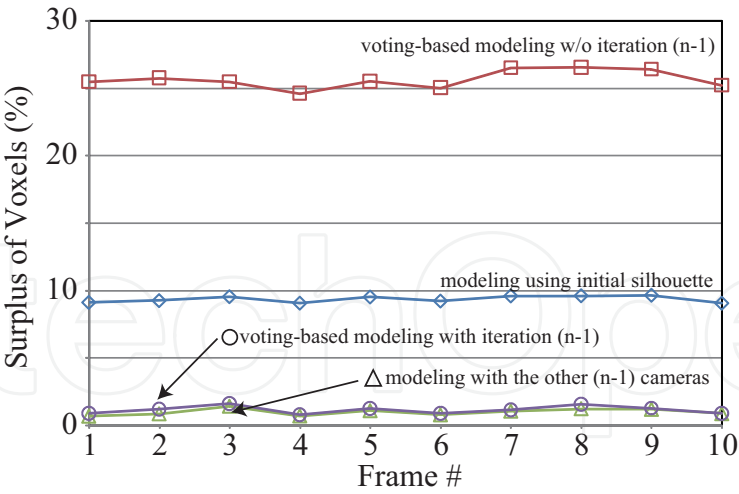 30
voting-based modeling w/o iteration (n-1)
Surplus of Voxels (%)
20
10
modeling using initial silhouette
voting-based modeling with iteration (n-1)
modeling with the other (n-1) cameras
0
1 2 3 4 5 6 7 8 9 10
Frame #